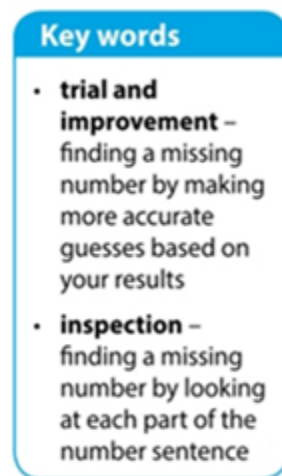 Key words
• trial and
improvement –
finding a missing
number by making
more accurate
guesses based on
your results
• inspection –
finding a missing
number by looking
at each part of the
number sentence